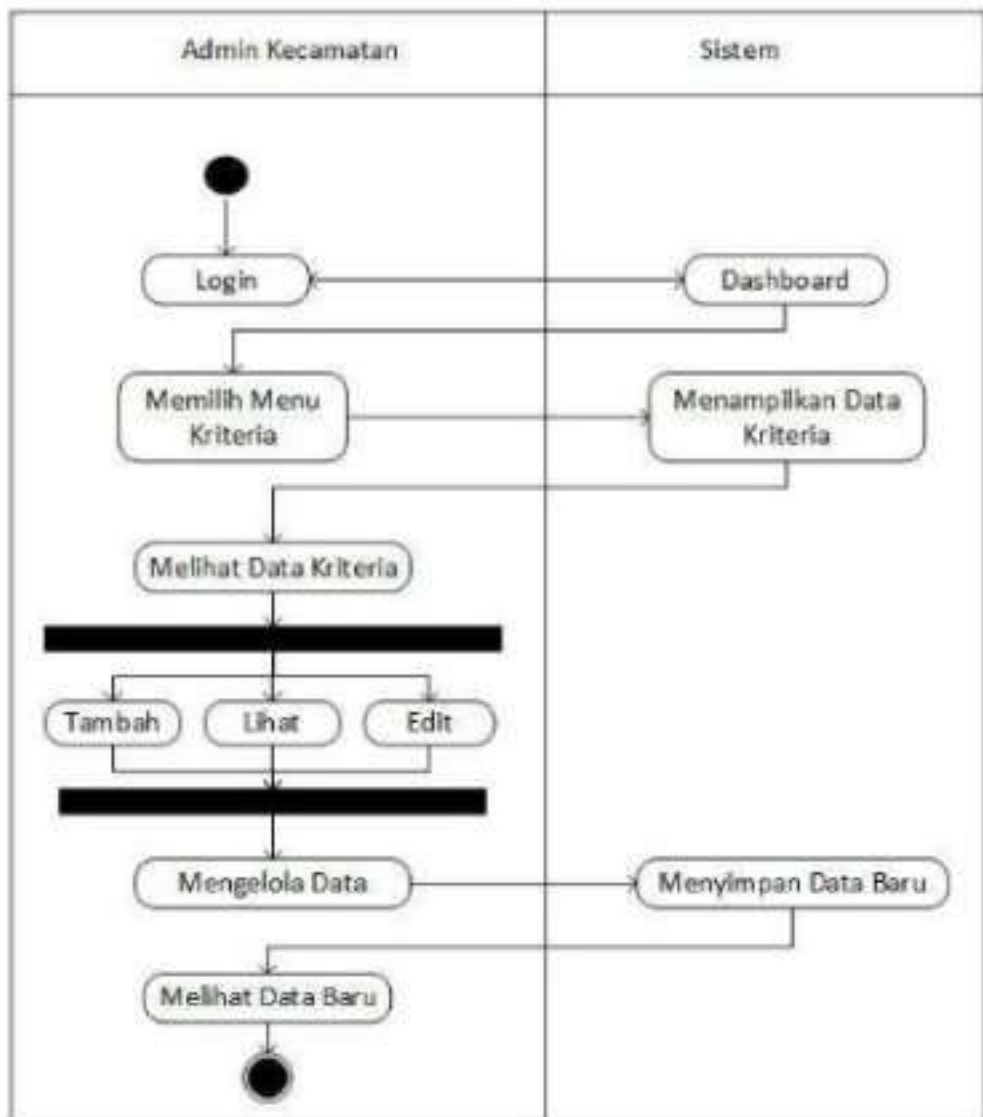 Admin Kecamatan
Sistem
Login
Dashboard
Memilih Menu
Kriteria
Menampilkan Data
Kriteria
Melihat Data Kriteria
Tambah
Lihat
Edit
Mengelola Data
Menyimpan Data Baru
Melihat Data Baru